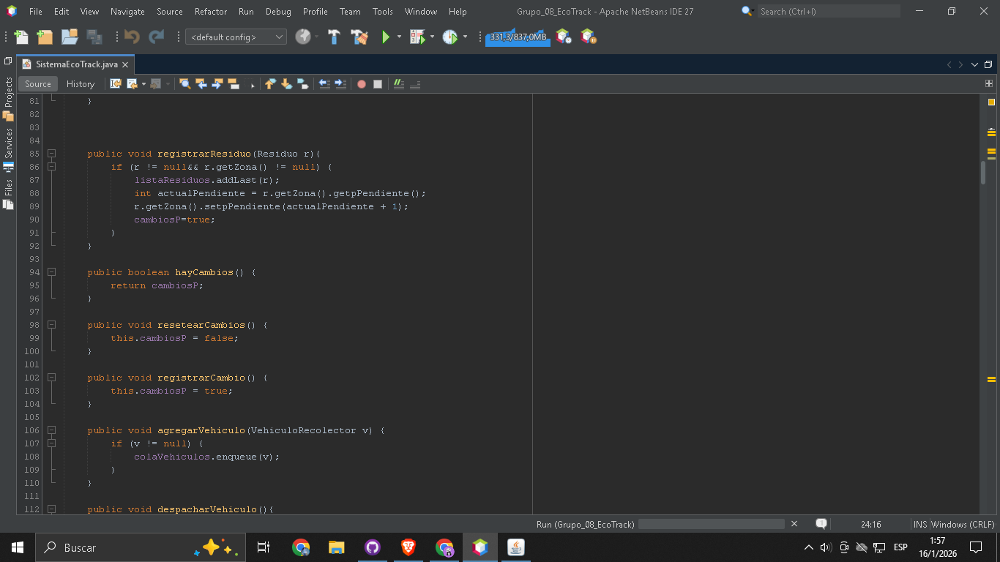 File Edit View Navigate Source Refactor Run Debug Profile Team Tools Window Help Grupo_08_EcoTrack - Apache NetBeans IDE 27 Search (Ctrl+I)
<default config> 331,3/837,0MB
SistemaEcoTrack.java
Source History
Projects
Services
Files
81 }
82
83
84
85 public void registrarResiduo(Residuo r){
86 if (r != null&& r.getZona() != null) {
87 listaResiduos.addLast(r);
88 int actualPendiente = r.getZona().getpPendiente();
89 r.getZona().setpPendiente(actualPendiente + 1);
90 cambiosP=true;
91 }
92 }
93
94 public boolean hayCambios() {
95 return cambiosP;
96 }
97
98 public void resetearCambios() {
99 this.cambiosP = false;
100 }
101
102 public void registrarCambio() {
103 this.cambiosP = true;
104 }
105
106 public void agregarVehiculo(VehiculoRecolector v) {
107 if (v != null) {
108 colaVehiculos.enqueue(v);
109 }
110 }
111
112 public void despacharVehiculo(){
Run (Grupo_08_EcoTrack) 24:16 INS Windows (CRLF)
Buscar ESP 1:57
16/1/2026